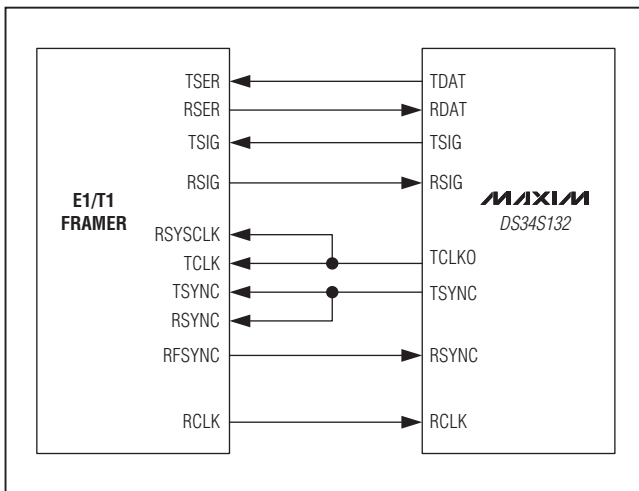 TSER
TDAT
RSER
RDAT
TSIG
TSIG
RSIG
RSIG
E1/T1
FRAMER
MAXIM
DS34S132
RSYSCLK
TCLK
TCLKO
TSYNC
TSYNC
RSYNC
RFSYNC
RSYNC
RCLK
RCLK